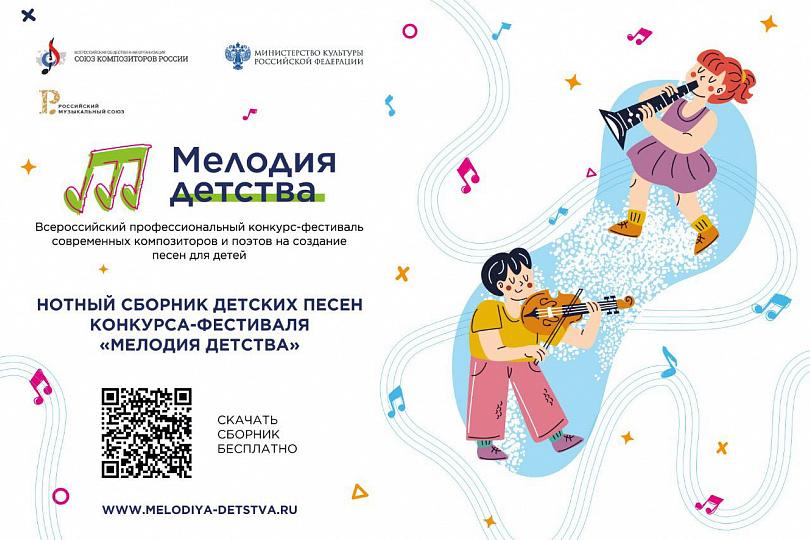 ВСЕРОССИЙСКАЯ ОБЩЕСТВЕННАЯ ОРГАНИЗАЦИЯ
СОЮЗ КОМПОЗИТОРОВ РОССИИ
МИНИСТЕРСТВО КУЛЬТУРЫ
РОССИЙСКОЙ ФЕДЕРАЦИИ
РОССИЙСКИЙ
МУЗЫКАЛЬНЫЙ СОЮЗ
Мелодия
детства
Всероссийский профессиональный конкурс-фестиваль
современных композиторов и поэтов на создание
песен для детей
НОТНЫЙ СБОРНИК ДЕТСКИХ ПЕСЕН
КОНКУРСА-ФЕСТИВАЛЯ
«МЕЛОДИЯ ДЕТСТВА»
СКАЧАТЬ
СБОРНИК
БЕСПЛАТНО
WWW.MELODIYA-DETSTVA.RU